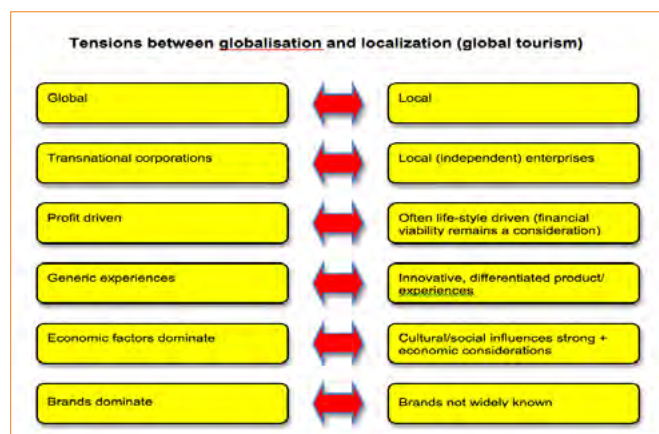 Tensions between globalisation and localization (global tourism)
Global
Local
Transnational corporations
Local (independent) enterprises
Profit driven
Often life-style driven (financial
viability remains a consideration)
Generic experiences
Innovative, differentiated product/
experiences
Economic factors dominate
Cultural/social influences strong +
economic considerations
Brands dominate
Brands not widely known